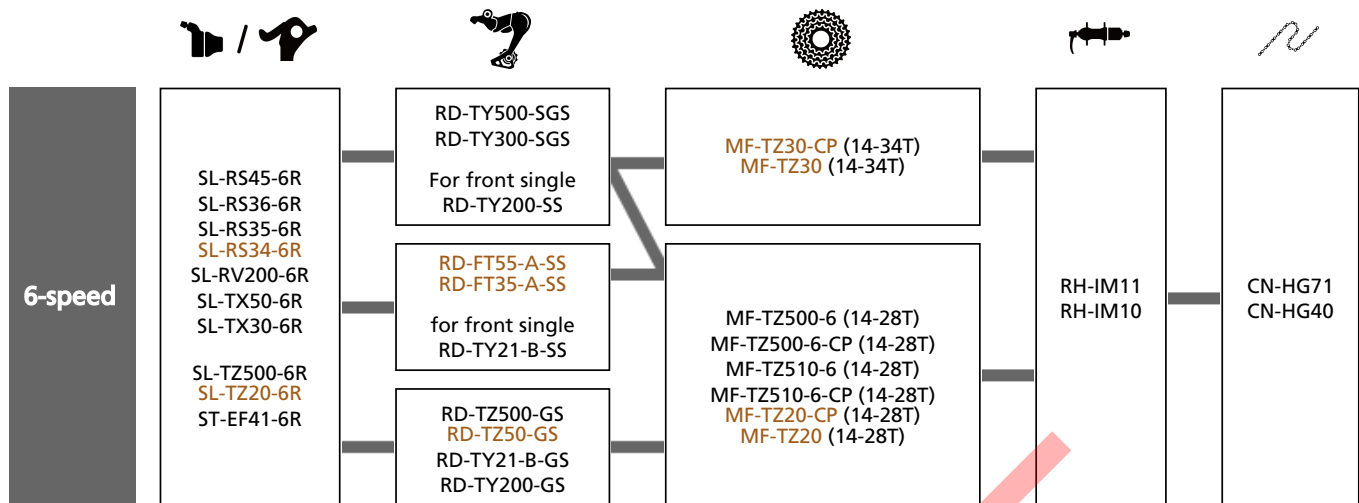 /
6-speed
SL-RS45-6R
SL-RS36-6R
SL-RS35-6R
SL-RS34-6R
SL-RV200-6R
SL-TX50-6R
SL-TX30-6R
SL-TZ500-6R
SL-TZ20-6R
ST-EF41-6R
RD-TY500-SGS
RD-TY300-SGS
For front single
RD-TY200-SS
RD-FT55-A-SS
RD-FT35-A-SS
for front single
RD-TY21-B-SS
RD-TZ500-GS
RD-TZ50-GS
RD-TY21-B-GS
RD-TY200-GS
MF-TZ30-CP (14-34T)
MF-TZ30 (14-34T)
MF-TZ500-6 (14-28T)
MF-TZ500-6-CP (14-28T)
MF-TZ510-6 (14-28T)
MF-TZ510-6-CP (14-28T)
MF-TZ20-CP (14-28T)
MF-TZ20 (14-28T)
RH-IM11
RH-IM10
CN-HG71
CN-HG40